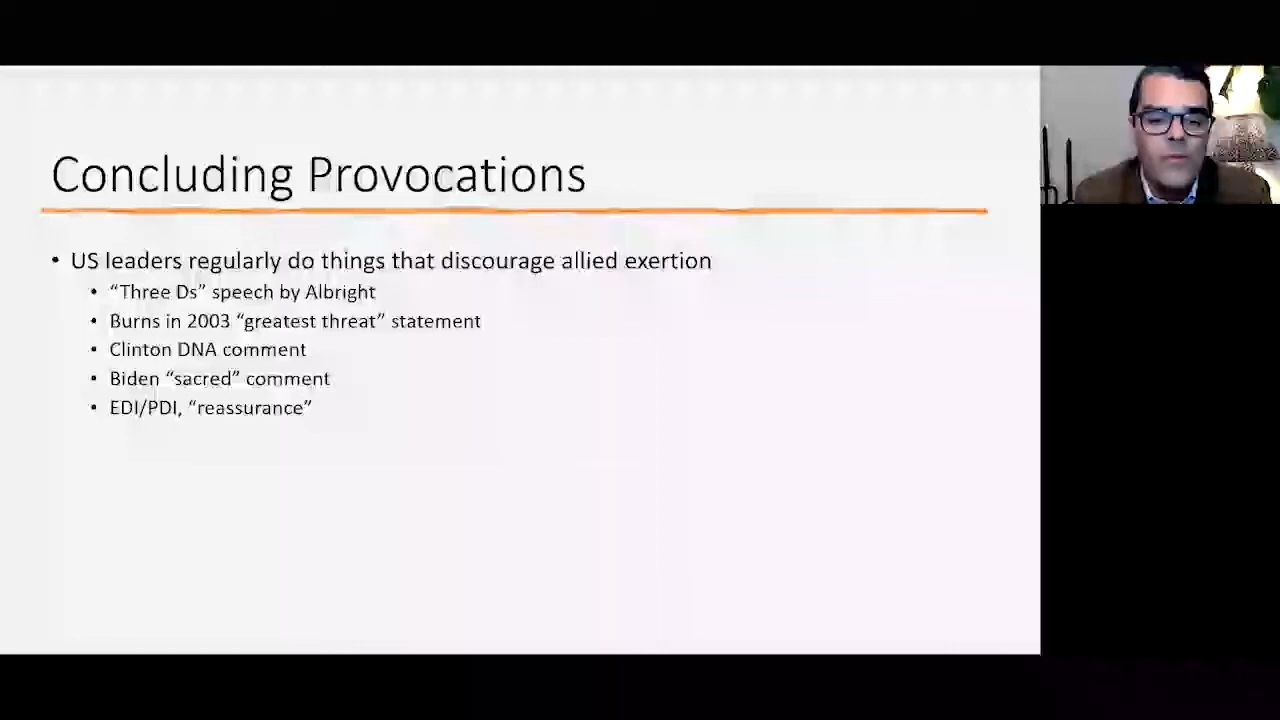 Concluding Provocations
• US leaders regularly do things that discourage allied exertion
• “Three Ds” speech by Albright
• Burns in 2003 “greatest threat” statement
• Clinton DNA comment
• Biden “sacred” comment
• EDI/PDI, “reassurance”